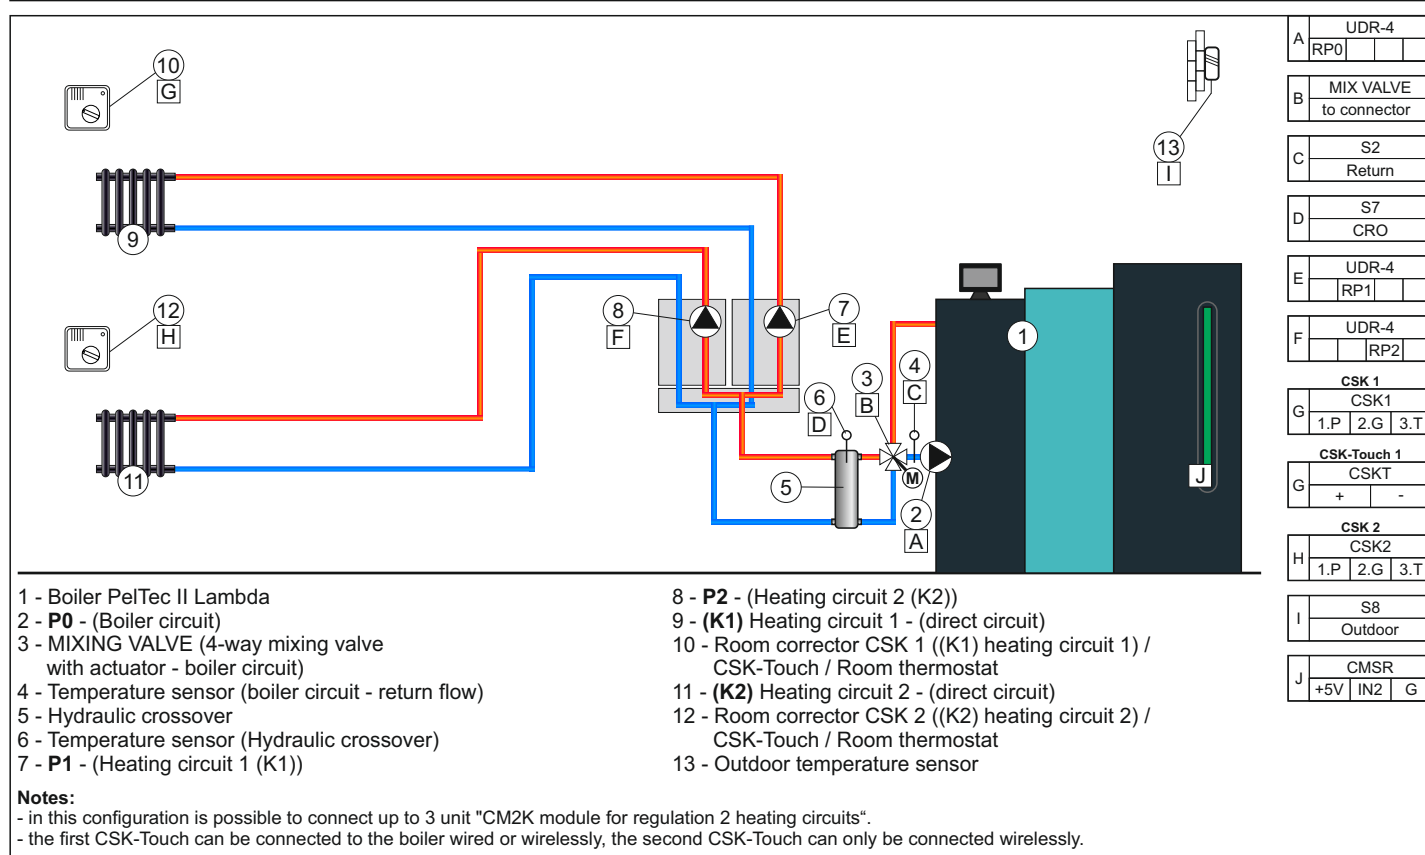 10
G
9
12
H
11
8
F
7
E
6
D
3
B
4
C
5
M
2
A
1
J
13
I
A
UDR-4
RP0
B
MIX VALVE
to connector
C
S2
Return
D
S7
CRO
E
UDR-4
RP1
F
UDR-4
RP2
CSK 1
G
CSK1
1.P 2.G 3.T
CSK-Touch 1
G
CSKT
+ -
CSK 2
H
CSK2
1.P 2.G 3.T
I
S8
Outdoor
J
CMSR
+5V IN2 G
1 - Boiler PelTec II Lambda
2 - P0 - (Boiler circuit)
3 - MIXING VALVE (4-way mixing valve
with actuator - boiler circuit)
4 - Temperature sensor (boiler circuit - return flow)
5 - Hydraulic crossover
6 - Temperature sensor (Hydraulic crossover)
7 - P1 - (Heating circuit 1 (K1))
8 - P2 - (Heating circuit 2 (K2))
9 - (K1) Heating circuit 1 - (direct circuit)
10 - Room corrector CSK 1 ((K1) heating circuit 1) /
CSK-Touch / Room thermostat
11 - (K2) Heating circuit 2 - (direct circuit)
12 - Room corrector CSK 2 ((K2) heating circuit 2) /
CSK-Touch / Room thermostat
13 - Outdoor temperature sensor
Notes:
- in this configuration is possible to connect up to 3 unit "CM2K module for regulation 2 heating circuits“.
- the first CSK-Touch can be connected to the boiler wired or wirelessly, the second CSK-Touch can only be connected wirelessly.